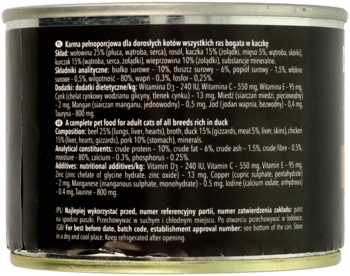 PL Karma pełnoporcjowa dla dorosłych kotów wszystkich ras bogata w kaczkę
Skład: wołowina 25% (płuca, wątroba, serca), rosół, kaczka 15% (żołądki, mięso 5%, wątroba, skórki),
kurczak 15% (wątroba, serca, żołądki), wieprzowina 10% (żołądki), substancje mineralne.
Składniki analityczne: białko surowe - 10%, tłuszcz surowy - 6%, popiół surowy - 1,5%, włókno
surowe - 0,5%, wilgotność - 80%, wapń - 0,3%, fosfor - 0,25%.
Dodatki: dodatki dietetyczne/kg: Witamina D₃ - 240 IU, Witamina C - 550 mg, Witamina E - 95 mg,
Cynk (chelat cynkowy wodzianu glicyny, tlenek cynku) - 13 mg, Miedź (siarczan miedzi, pięciowodny)
- 2 mg, Mangan (siarczan manganu, jednowodny) - 0,5 mg, Jod (jodan wapnia, bezwodny) - 0.4 mg,
Tauryna - 800 mg.
GB A complete pet food for adult cats of all breeds rich in duck
Composition: beef 25% (lungs, liver, hearts), broth, duck 15% (gizzards, meat 5%, liver, skins), chicken
15% (liver, hearts, gizzards), pork 10% (stomachs), minerals.
Analytical constituents: crude protein - 10%, crude fat - 6%, crude ash - 1.5%, crude fibre - 0.5%,
moisture - 80%, calcium - 0.3%, phosphorus - 0.25%.
Additives: nutritional additives/kg: Vitamin D₃ - 240 IU, Vitamin C - 550 mg, Vitamin E - 95 mg,
Zinc (zinc chelate of glycine hydrate, zinc oxide) - 13 mg, Copper (cupric sulphate, pentahydrate)
- 2 mg, Manganese (manganous sulphate, monohydrate) - 0.5 mg, Iodine (calcium iodate, anhydrous)
- 0.4 mg, Taurine - 800 mg.
(PL) Najlepiej wykorzystać przed, numer referencyjny partii, numer zatwierdzenia zakładu: patrz
na spodzie puszki. Przechowywać w suchym i chłodnym miejscu. Po otwarciu przechowywać w lodówce.
(GB) For best before date, batch code, establishment approval number: see bottom of the can. Store
in a dry and cool place. Keep refrigerated after opening.